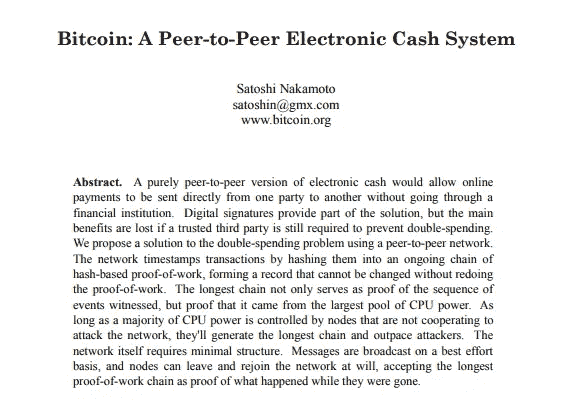 Bitcoin: A Peer-to-Peer Electronic Cash System
Satoshi Nakamoto
satoshin@gmx.com
www.bitcoin.org
Abstract. A purely peer-to-peer version of electronic cash would allow online
payments to be sent directly from one party to another without going through a
financial institution. Digital signatures provide part of the solution, but the main
benefits are lost if a trusted third party is still required to prevent double-spending.
We propose a solution to the double-spending problem using a peer-to-peer network.
The network timestamps transactions by hashing them into an ongoing chain of
hash-based proof-of-work, forming a record that cannot be changed without redoing
the proof-of-work. The longest chain not only serves as proof of the sequence of
events witnessed, but proof that it came from the largest pool of CPU power. As
long as a majority of CPU power is controlled by nodes that are not cooperating to
attack the network, they'll generate the longest chain and outpace attackers. The
network itself requires minimal structure. Messages are broadcast on a best effort
basis, and nodes can leave and rejoin the network at will, accepting the longest
proof-of-work chain as proof of what happened while they were gone.